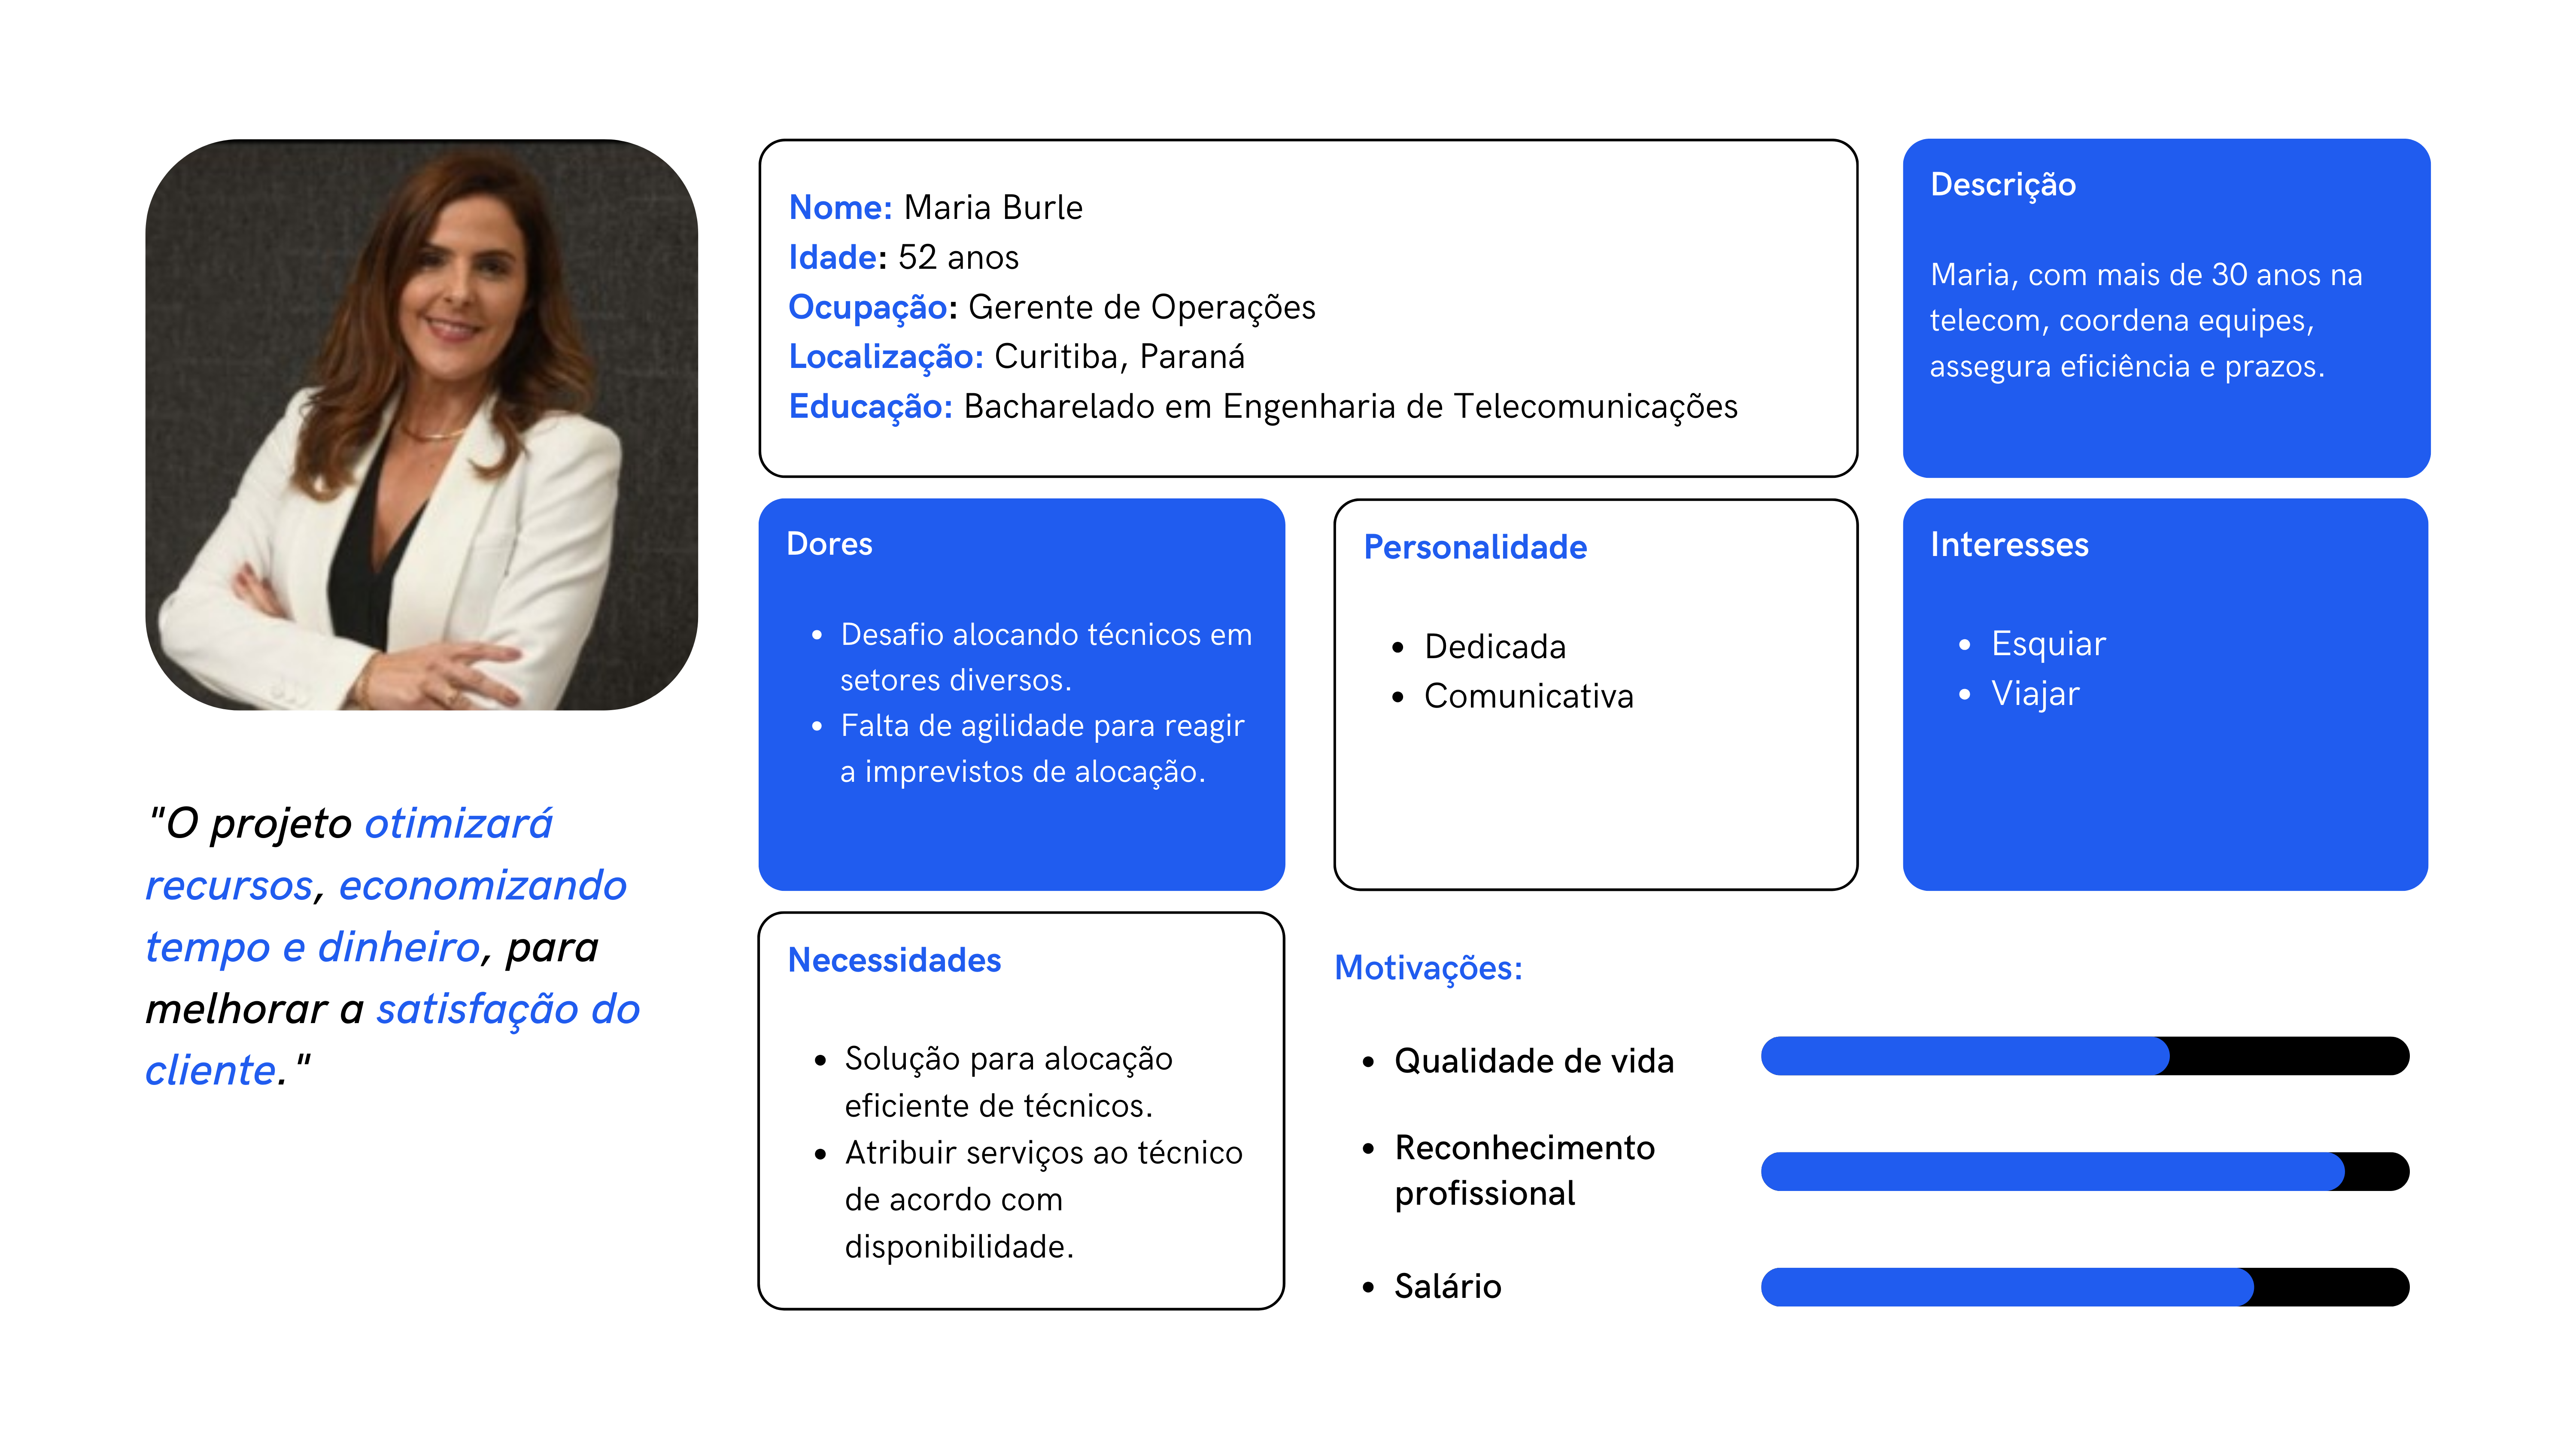 Nome: Maria Burle
Idade: 52 anos
Ocupação: Gerente de Operações
Localização: Curitiba, Paraná
Educação: Bacharelado em Engenharia de Telecomunicações
Descrição
Maria, com mais de 30 anos na
telecom, coordena equipes,
assegura eficiência e prazos.
Dores
• Desafio alocando técnicos em
setores diversos.
• Falta de agilidade para reagir
a imprevistos de alocação.
Personalidade
• Dedicada
• Comunicativa
Interesses
• Esquiar
• Viajar
"O projeto otimizará
recursos, economizando
tempo e dinheiro, para
melhorar a satisfação do
cliente."
Necessidades
• Solução para alocação
eficiente de técnicos.
• Atribuir serviços ao técnico
de acordo com
disponibilidade.
Motivações:
• Qualidade de vida
• Reconhecimento
profissional
• Salário